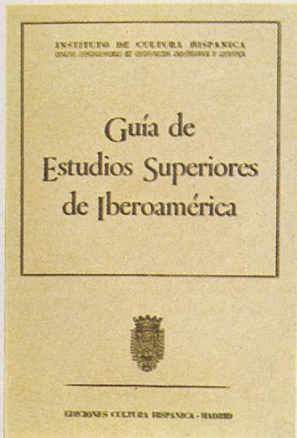 INSTITUTO DE CULTURA HISPANICA
Guía de
Estudios Superiores
de Iberoamérica
EDICIONES CULTURA HISPANICA - MADRID